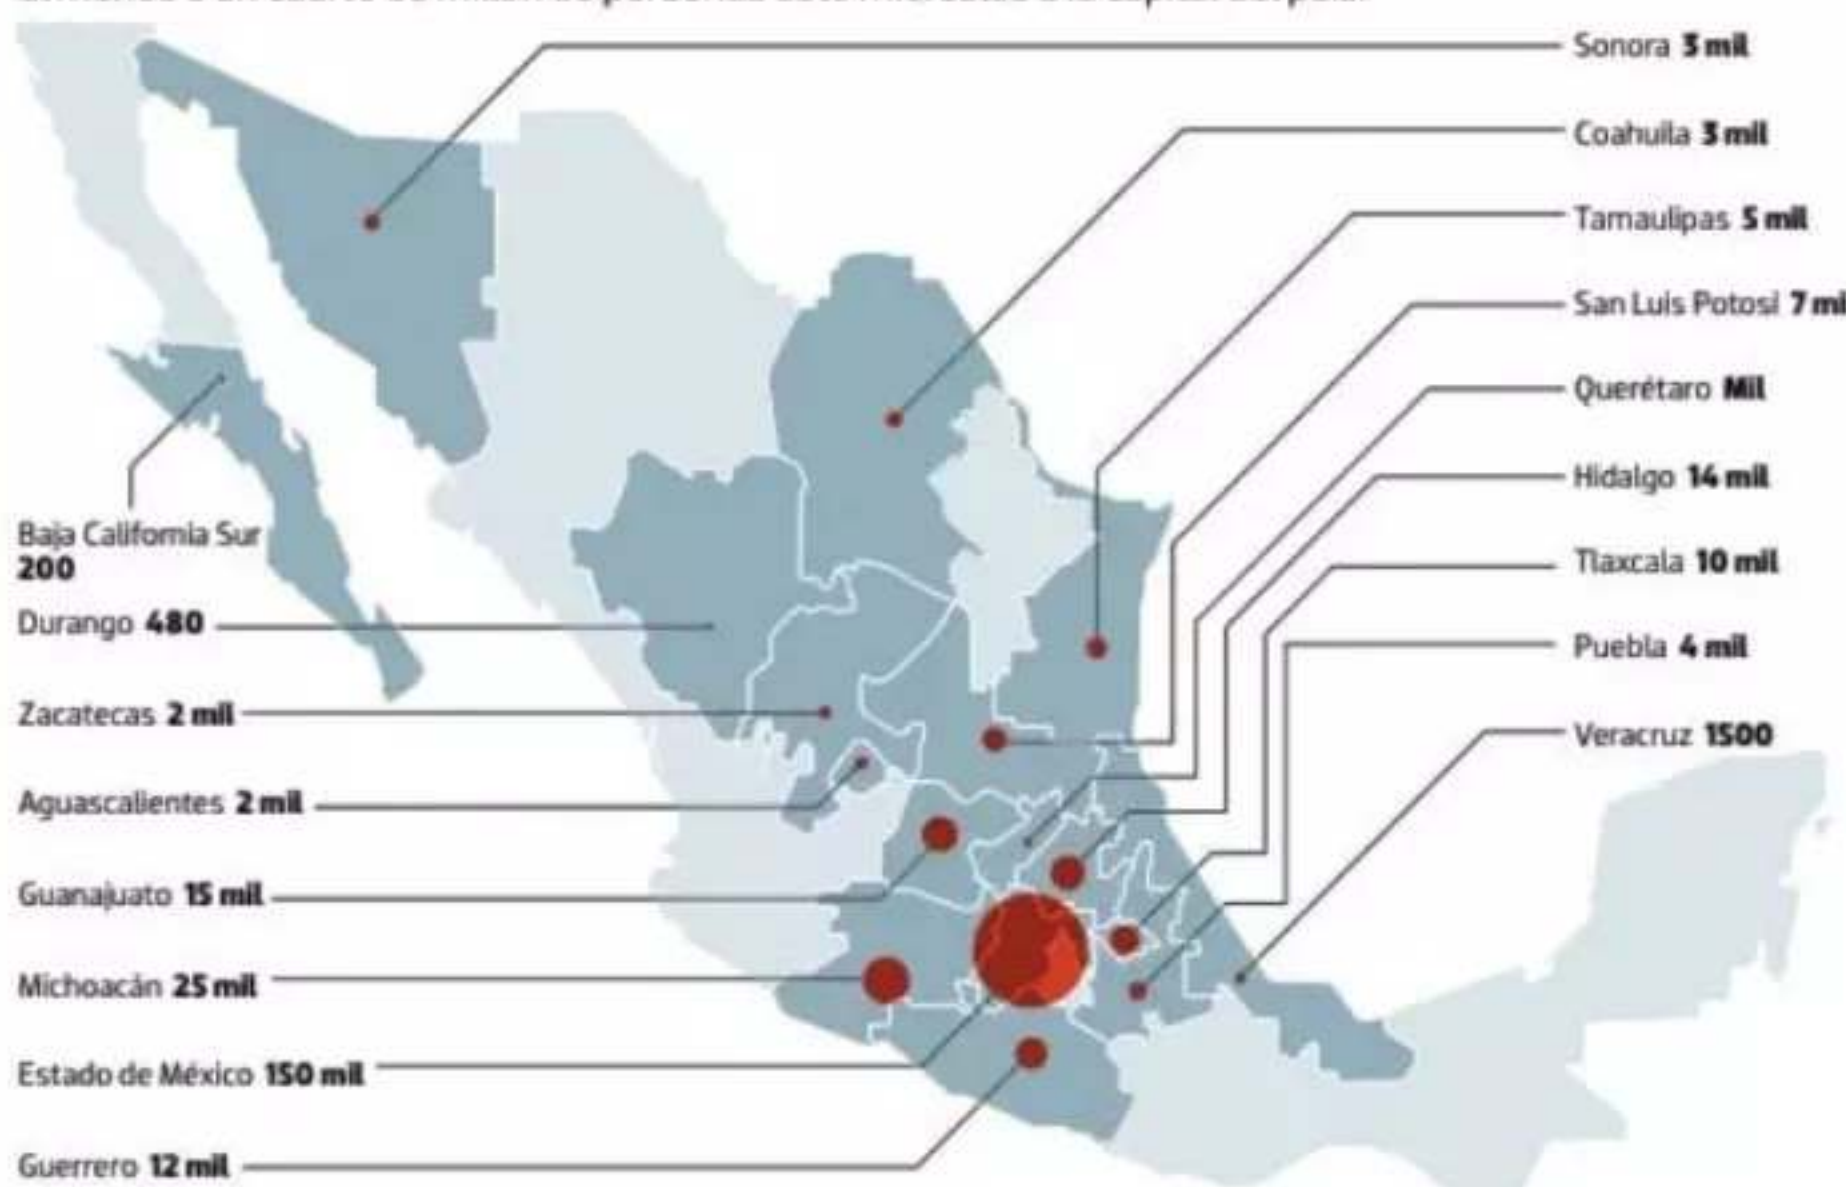 Sonora 3 mil
Coahuila 3 mil
Tamaulipas 5 mil
San Luis Potosí 7 mi
Querétaro Mil
Hidalgo 14 mil
Tlaxcala 10 mil
Puebla 4 mil
Veracruz 1500
Baja California Sur
200
Durango 480
Zacatecas 2 mil
Aguascalientes 2 mil
Guanajuato 15 mil
Michoacán 25 mil
Estado de México 150 mil
Guerrero 12 mil